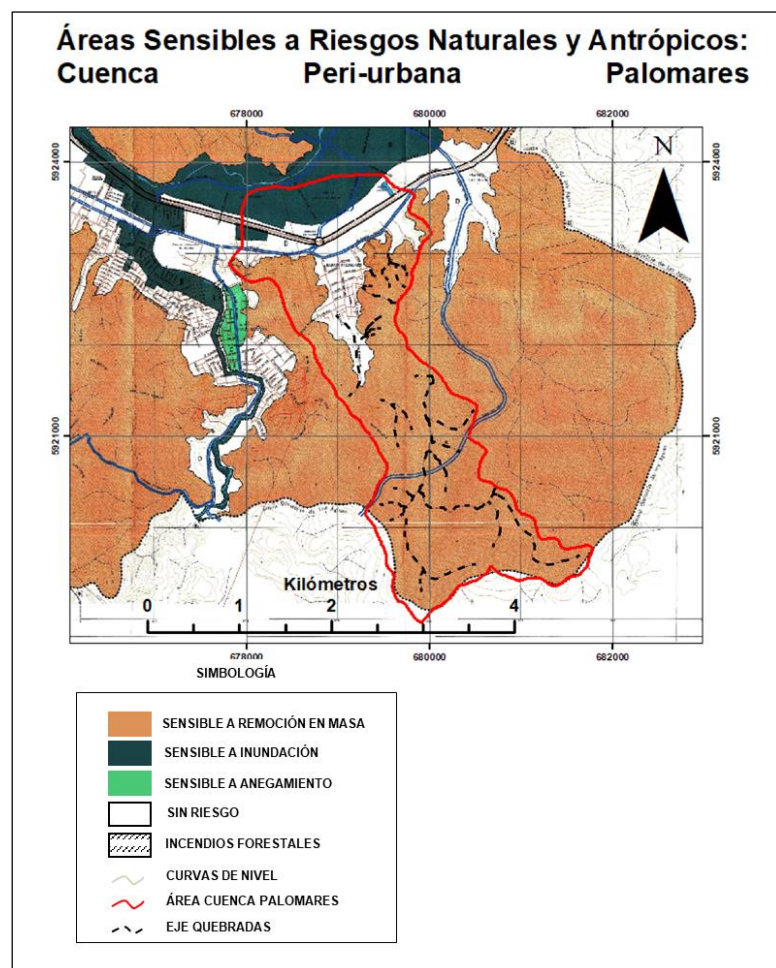 Áreas Sensibles a Riesgos Naturales y Antrópicos:
Cuenca Peri-urbana Palomares
678000 680000 682000
5924000 5924000
N
5921000 5921000
Kilómetros
0 1 2 4
678000 680000 682000
SIMBOLOGÍA
SENSIBLE A REMOCIÓN EN MASA
SENSIBLE A INUNDACIÓN
SENSIBLE A ANEGAMIENTO
SIN RIESGO
INCENDIOS FORESTALES
CURVAS DE NIVEL
ÁREA CUENCA PALOMARES
EJE QUEBRADAS